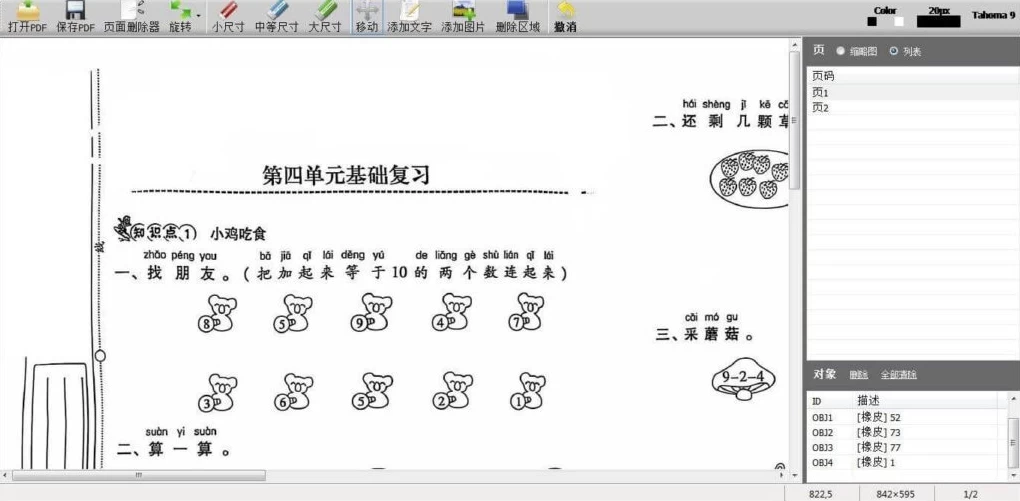 打开PDF 保存PDF 页面删除器 旋转 小尺寸 中等尺寸 大尺寸 移动 添加文字 添加图片 删除区域 撤消
Color 20px Tahoma 9
第四单元基础复习
知识点① 小鸡吃食
zhǎo péng you bǎ jiā qǐ lái děng yú de liǎng gè shù lián qǐ lái
一、找朋友。(把加起来等于10的两个数连起来)
⑧ ⑤ ⑨ ④ ⑦
③ ⑥ ⑤ ② ①
suàn yi suàn
二、算一算。
hái shèng jǐ kē cǎ
二、还剩几颗草
cǎi mó gu
三、采蘑菇。
9-2-4
页 缩略图 列表
页码
页1
页2
对象 删除 全部清除
ID 描述
OBJ1 [橡皮] 52
OBJ2 [橡皮] 73
OBJ3 [橡皮] 77
OBJ4 [橡皮] 1
822,5 842×595 1/2